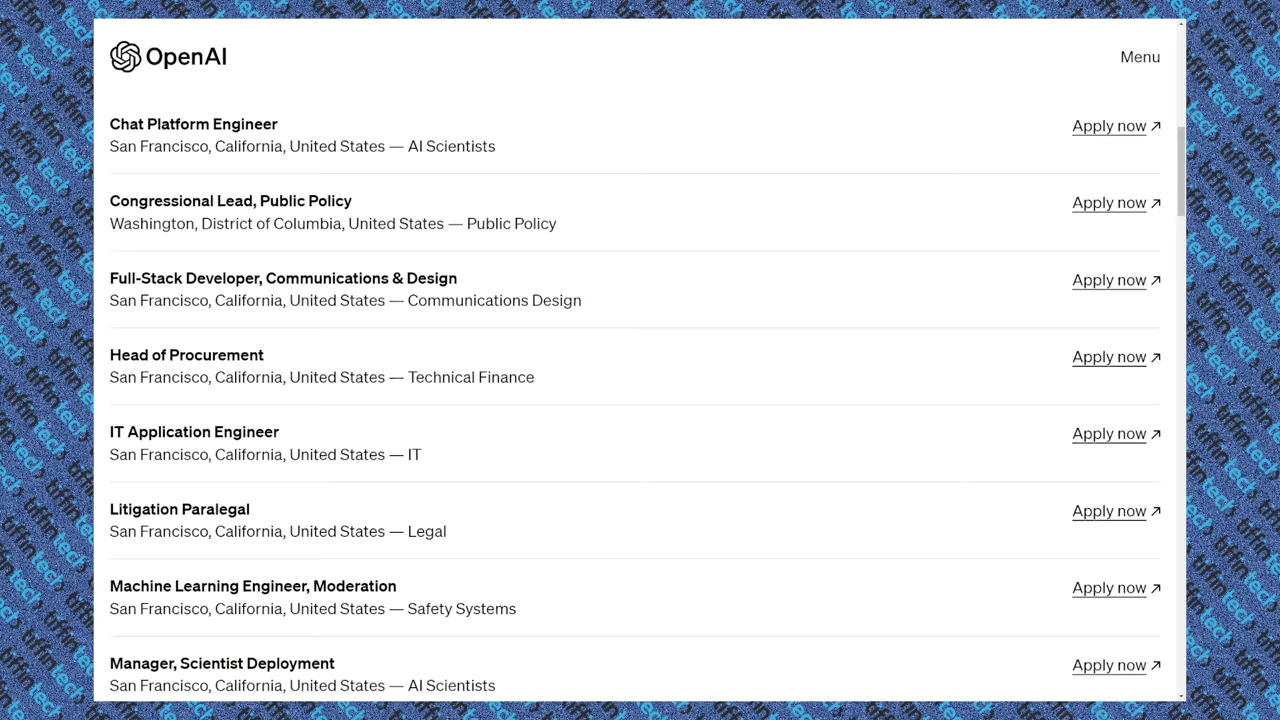 OpenAI
Menu
Chat Platform Engineer
Apply now ↗
San Francisco, California, United States — AI Scientists
Congressional Lead, Public Policy
Apply now ↗
Washington, District of Columbia, United States — Public Policy
Full-Stack Developer, Communications & Design
Apply now ↗
San Francisco, California, United States — Communications Design
Head of Procurement
Apply now ↗
San Francisco, California, United States — Technical Finance
IT Application Engineer
Apply now ↗
San Francisco, California, United States — IT
Litigation Paralegal
Apply now ↗
San Francisco, California, United States — Legal
Machine Learning Engineer, Moderation
Apply now ↗
San Francisco, California, United States — Safety Systems
Manager, Scientist Deployment
Apply now ↗
San Francisco, California, United States — AI Scientists
tiffin
tech